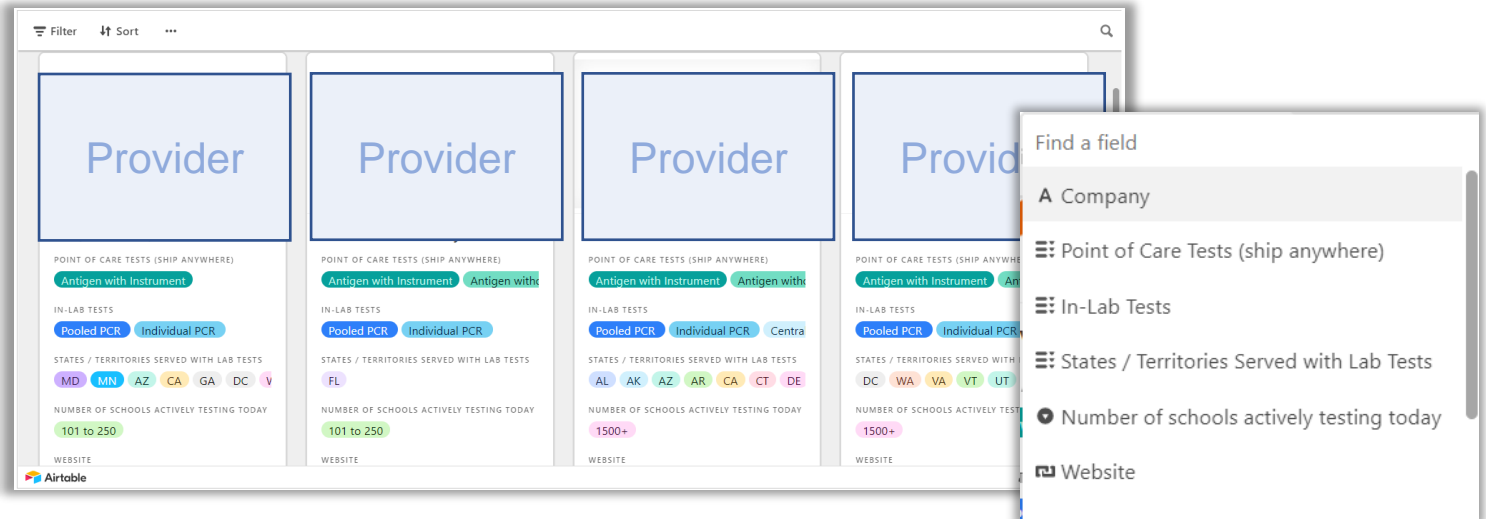 Filter Sort ...
Provider Provider Provider Provid
POINT OF CARE TESTS (SHIP ANYWHERE) POINT OF CARE TESTS (SHIP ANYWHERE) POINT OF CARE TESTS (SHIP ANYWHERE) POINT OF CARE TESTS (SHIP ANYWHE
Antigen with Instrument Antigen with Instrument Antigen witho Antigen with Instrument Antigen witho Antigen with Instrument An
IN-LAB TESTS IN-LAB TESTS IN-LAB TESTS IN-LAB TESTS
Pooled PCR Individual PCR Pooled PCR Individual PCR Pooled PCR Individual PCR Centra Pooled PCR Individual PCR
STATES / TERRITORIES SERVED WITH LAB TESTS STATES / TERRITORIES SERVED WITH LAB TESTS STATES / TERRITORIES SERVED WITH LAB TESTS STATES / TERRITORIES SERVED WITH
MD MN AZ CA GA DC FL AL AK AZ AR CA CT DE DC WA VA VT UT
NUMBER OF SCHOOLS ACTIVELY TESTING TODAY NUMBER OF SCHOOLS ACTIVELY TESTING TODAY NUMBER OF SCHOOLS ACTIVELY TESTING TODAY NUMBER OF SCHOOLS ACTIVELY TEST
101 to 250 101 to 250 1500+ 1500+
WEBSITE WEBSITE WEBSITE WEBSITE
Airtable
Find a field
A Company
Point of Care Tests (ship anywhere)
In-Lab Tests
States / Territories Served with Lab Tests
Number of schools actively testing today
Website